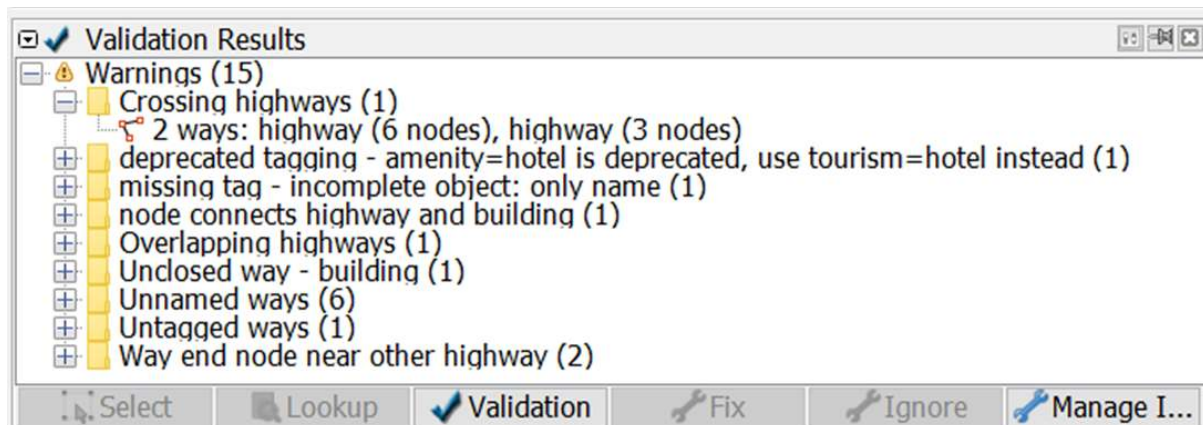 Validation Results
Warnings (15)
Crossing highways (1)
2 ways: highway (6 nodes), highway (3 nodes)
deprecated tagging - amenity=hotel is deprecated, use tourism=hotel instead (1)
missing tag - incomplete object: only name (1)
node connects highway and building (1)
Overlapping highways (1)
Unclosed way - building (1)
Unnamed ways (6)
Untagged ways (1)
Way end node near other highway (2)
Select Lookup Validation Fix Ignore Manage I...